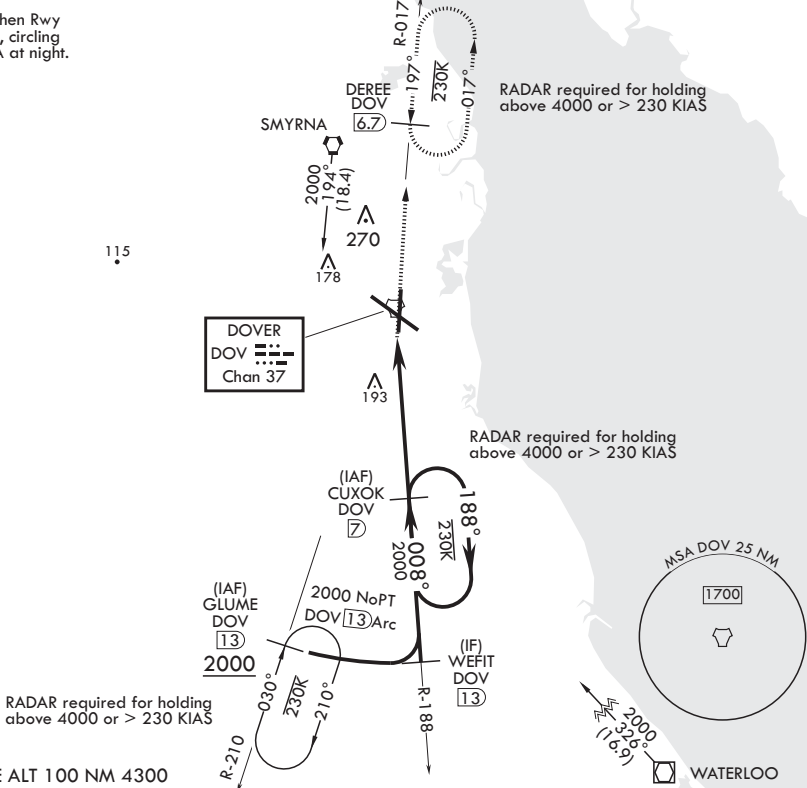 hen Rwy
, circling
A at night.
R-017
197°
230K
017°
DEREE
DOV
6.7
RADAR required for holding
above 4000 or > 230 KIAS
SMYRNA
2000
194°
(18.4)
270
178
115
DOVER
DOV
Chan 37
193
RADAR required for holding
above 4000 or > 230 KIAS
(IAF)
CUXOK
DOV
7
188°
230K
008°
2000
MSA DOV 25 NM
1700
(IAF)
GLUME
DOV
13
2000
2000 NoPT
DOV 13 Arc
(IF)
WEFIT
DOV
13
030°
230K
210°
R-188
R-210
RADAR required for holding
above 4000 or > 230 KIAS
2000
326°
(16.9)
WATERLOO
E ALT 100 NM 4300